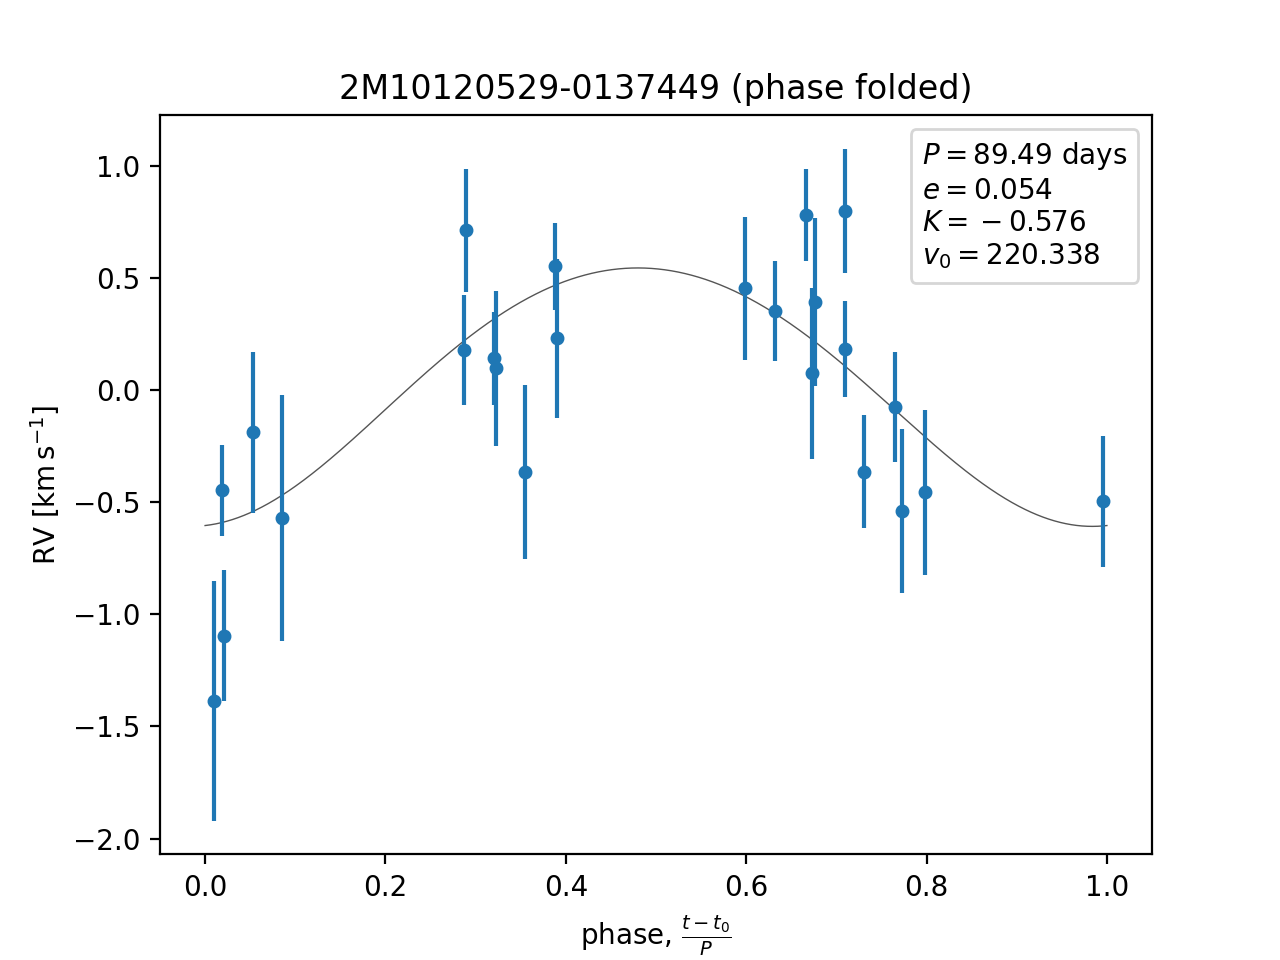 2M10120529-0137449 (phase folded)
P = 89.49 days
e = 0.054
K = −0.576
v₀ = 220.338
1.0
0.5
0.0
−0.5
−1.0
−1.5
−2.0
RV [km s⁻¹]
0.0 0.2 0.4 0.6 0.8 1.0
phase, (t − t₀)/P